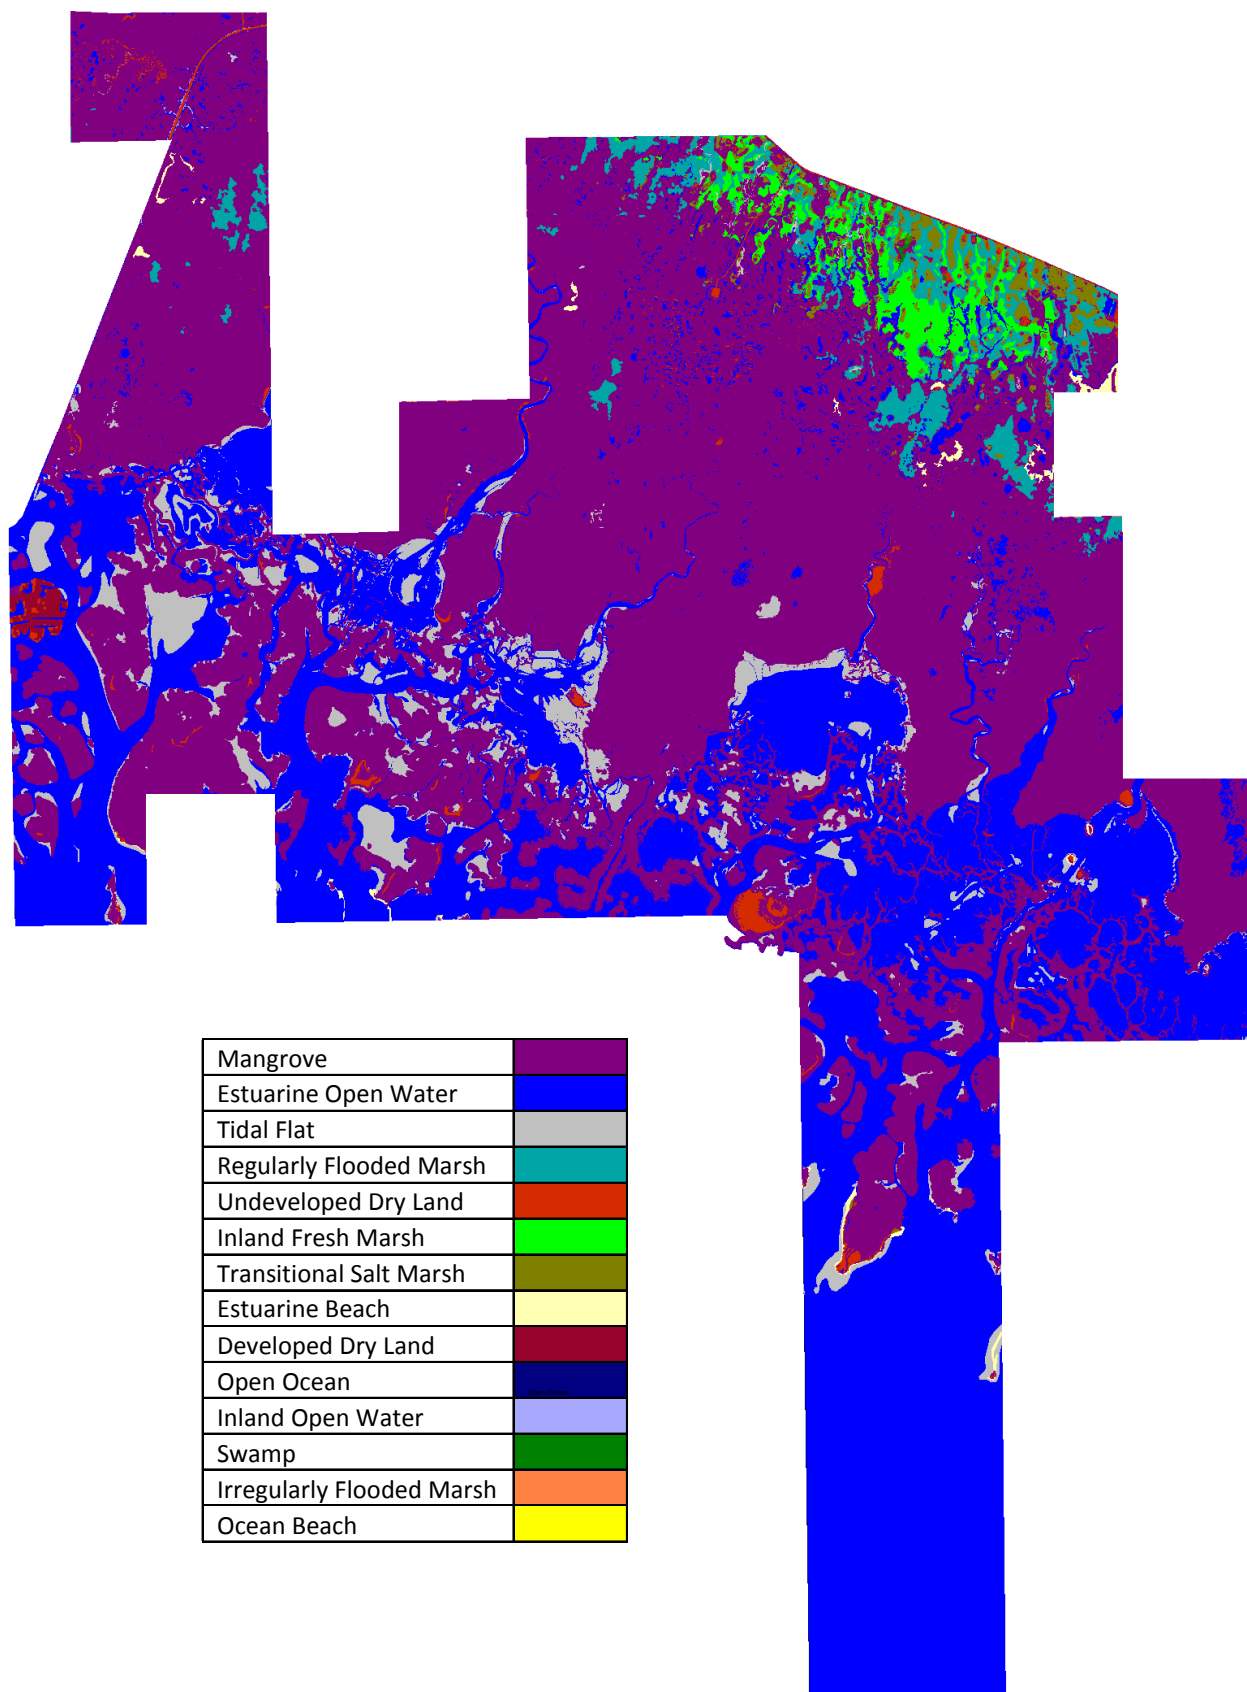 Mangrove
Estuarine Open Water
Tidal Flat
Regularly Flooded Marsh
Undeveloped Dry Land
Inland Fresh Marsh
Transitional Salt Marsh
Estuarine Beach
Developed Dry Land
Open Ocean
Inland Open Water
Swamp
Irregularly Flooded Marsh
Ocean Beach